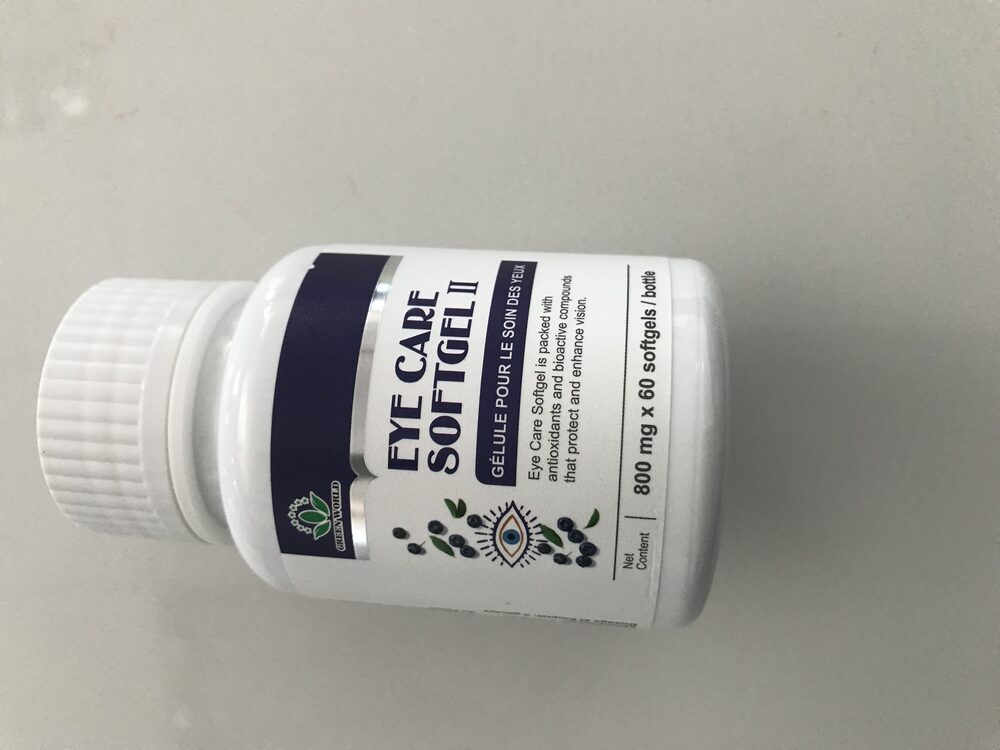 GREEN WORLD
EYE CARE
SOFTGEL II
GÉLULE POUR LE SOIN DES YEUX
Eye Care Softgel is packed with
antioxidants and bioactive compounds
that protect and enhance vision.
Net
Content
800 mg x 60 softgels / bottle